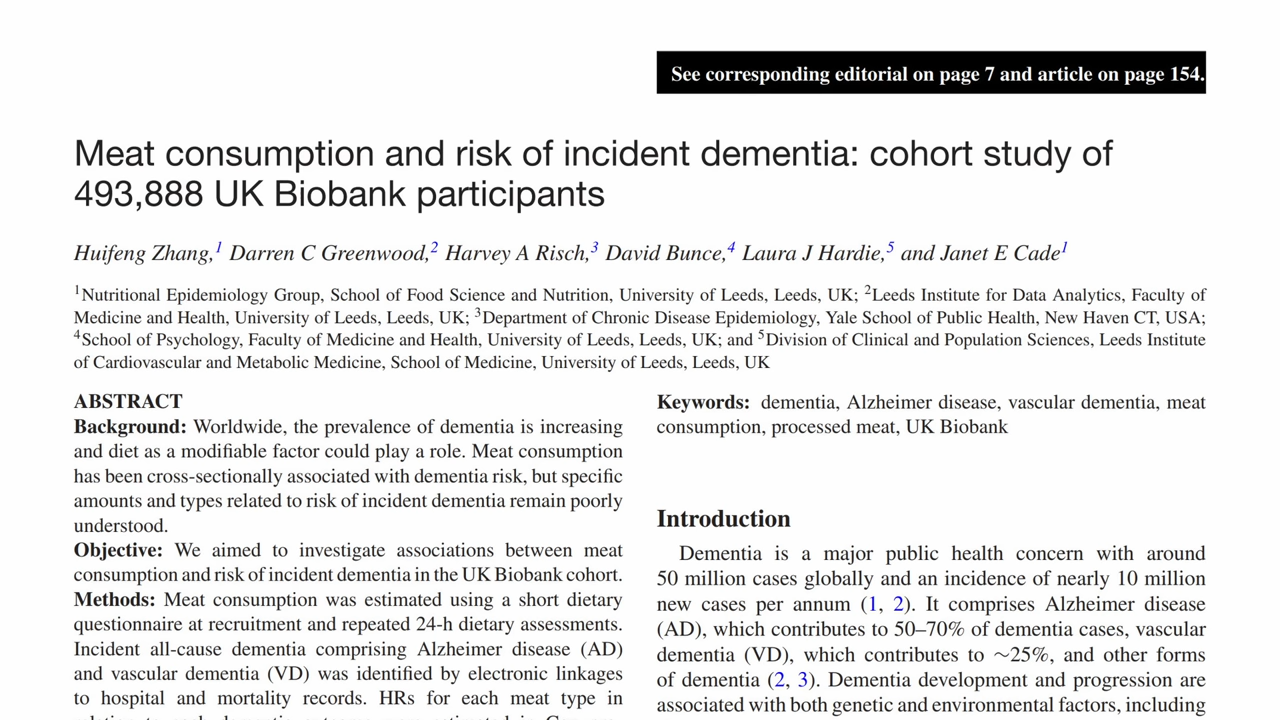 See corresponding editorial on page 7 and article on page 154.
Meat consumption and risk of incident dementia: cohort study of
493,888 UK Biobank participants
Huifeng Zhang,1 Darren C Greenwood,2 Harvey A Risch,3 David Bunce,4 Laura J Hardie,5 and Janet E Cade1
1Nutritional Epidemiology Group, School of Food Science and Nutrition, University of Leeds, Leeds, UK; 2Leeds Institute for Data Analytics, Faculty of
Medicine and Health, University of Leeds, Leeds, UK; 3Department of Chronic Disease Epidemiology, Yale School of Public Health, New Haven CT, USA;
4School of Psychology, Faculty of Medicine and Health, University of Leeds, Leeds, UK; and 5Division of Clinical and Population Sciences, Leeds Institute
of Cardiovascular and Metabolic Medicine, School of Medicine, University of Leeds, Leeds, UK
ABSTRACT
Background: Worldwide, the prevalence of dementia is increasing
and diet as a modifiable factor could play a role. Meat consumption
has been cross-sectionally associated with dementia risk, but specific
amounts and types related to risk of incident dementia remain poorly
understood.
Objective: We aimed to investigate associations between meat
consumption and risk of incident dementia in the UK Biobank cohort.
Methods: Meat consumption was estimated using a short dietary
questionnaire at recruitment and repeated 24-h dietary assessments.
Incident all-cause dementia comprising Alzheimer disease (AD)
and vascular dementia (VD) was identified by electronic linkages
to hospital and mortality records. HRs for each meat type in
Keywords: dementia, Alzheimer disease, vascular dementia, meat
consumption, processed meat, UK Biobank
Introduction
Dementia is a major public health concern with around
50 million cases globally and an incidence of nearly 10 million
new cases per annum (1, 2). It comprises Alzheimer disease
(AD), which contributes to 50–70% of dementia cases, vascular
dementia (VD), which contributes to ∼25%, and other forms
of dementia (2, 3). Dementia development and progression are
associated with both genetic and environmental factors, including